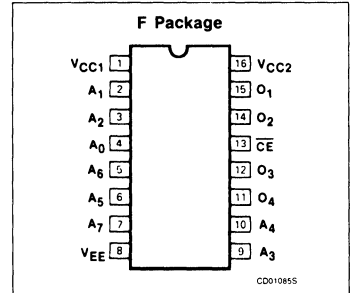 F Package
VCC1 1 16 VCC2
A1 2 15 O1
A2 3 14 O2
A0 4 13 C̅E̅
A6 5 12 O3
A5 6 11 O4
A7 7 10 A4
VEE 8 9 A3
CD01085S